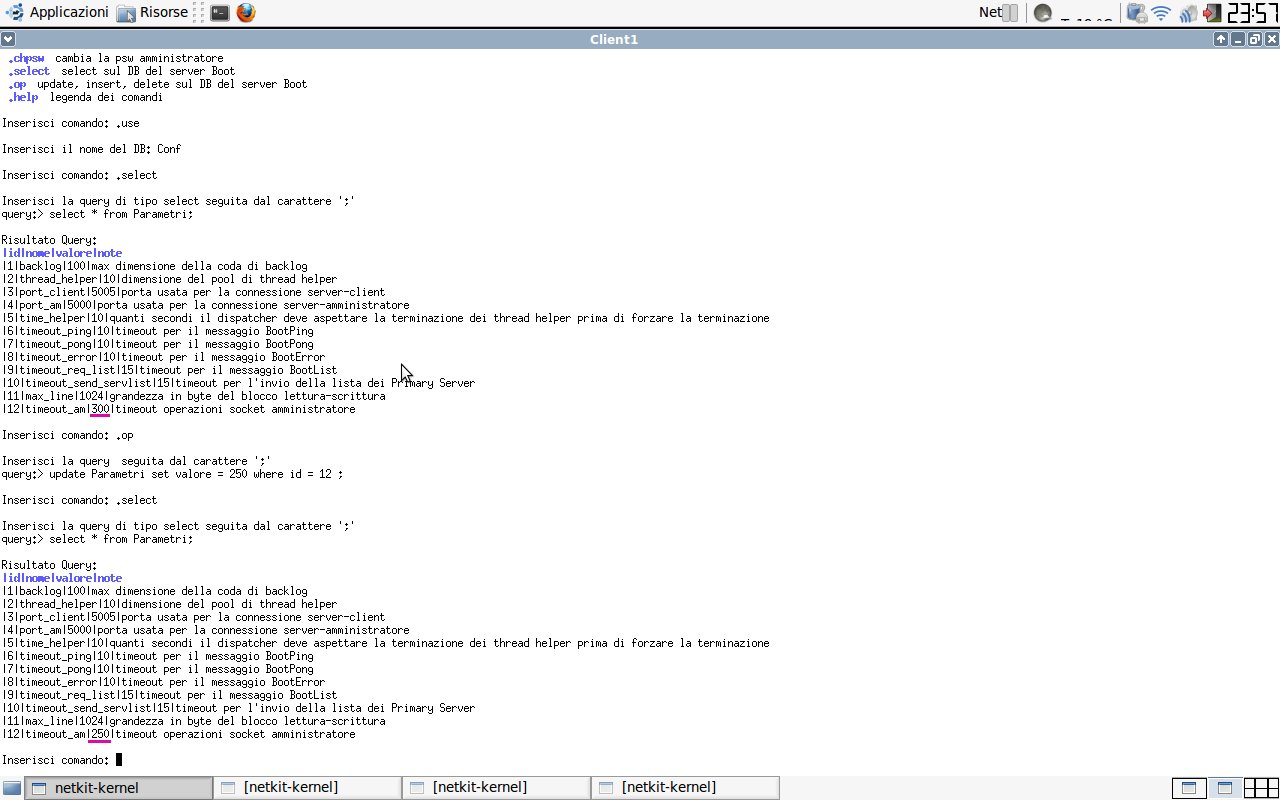 Applicazioni Risorse Net 23:57
Client1
.chpsw cambia la psw amministratore
.select select sul DB del server Boot
.op update, insert, delete sul DB del server Boot
.help legenda dei comandi
Inserisci comando: .use
Inserisci il nome del DB: Conf
Inserisci comando: .select
Inserisci la query di tipo select seguita dal carattere ';'
query:> select * from Parametri;
Risultato Query:
|id|nome|valore|note
|1|backlog|100|max dimensione della coda di backlog
|2|thread_helper|10|dimensione del pool di thread helper
|3|port_client|5005|porta usata per la connessione server-client
|4|port_am|5000|porta usata per la connessione server-amministratore
|5|time_helper|10|quanti secondi il dispatcher deve aspettare la terminazione dei thread helper prima di forzare la terminazione
|6|timeout_ping|10|timeout per il messaggio BootPing
|7|timeout_pong|10|timeout per il messaggio BootPong
|8|timeout_error|10|timeout per il messaggio BootError
|9|timeout_req_list|15|timeout per il messaggio BootList
|10|timeout_send_servlist|15|timeout per l'invio della lista dei Primary Server
|11|max_line|1024|grandezza in byte del blocco lettura-scrittura
|12|timeout_am|300|timeout operazioni socket amministratore
Inserisci comando: .op
Inserisci la query  seguita dal carattere ';'
query:> update Parametri set valore = 250 where id = 12 ;
Inserisci comando: .select
Inserisci la query di tipo select seguita dal carattere ';'
query:> select * from Parametri;
Risultato Query:
|id|nome|valore|note
|1|backlog|100|max dimensione della coda di backlog
|2|thread_helper|10|dimensione del pool di thread helper
|3|port_client|5005|porta usata per la connessione server-client
|4|port_am|5000|porta usata per la connessione server-amministratore
|5|time_helper|10|quanti secondi il dispatcher deve aspettare la terminazione dei thread helper prima di forzare la terminazione
|6|timeout_ping|10|timeout per il messaggio BootPing
|7|timeout_pong|10|timeout per il messaggio BootPong
|8|timeout_error|10|timeout per il messaggio BootError
|9|timeout_req_list|15|timeout per il messaggio BootList
|10|timeout_send_servlist|15|timeout per l'invio della lista dei Primary Server
|11|max_line|1024|grandezza in byte del blocco lettura-scrittura
|12|timeout_am|250|timeout operazioni socket amministratore
Inserisci comando:
netkit-kernel [netkit-kernel] [netkit-kernel] [netkit-kernel]